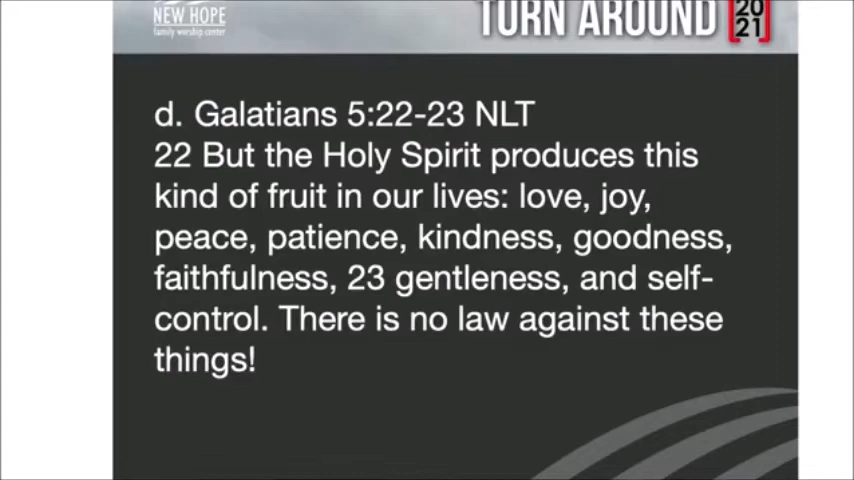 NEW HOPE
family worship center
TURN AROUND
20
21
d. Galatians 5:22-23 NLT
22 But the Holy Spirit produces this
kind of fruit in our lives: love, joy,
peace, patience, kindness, goodness,
faithfulness, 23 gentleness, and self-
control. There is no law against these
things!